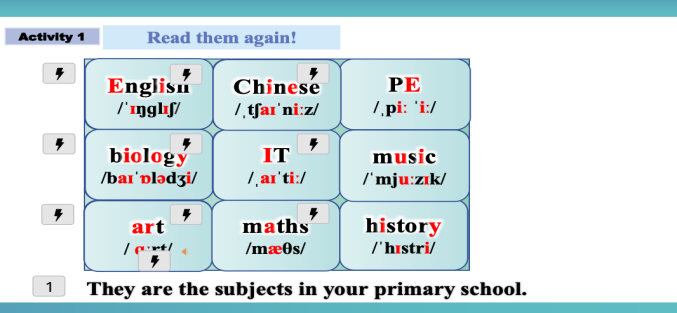 Activity 1 Read them again!
English Chinese PE
/ˈɪŋglɪʃ/ /ˌtʃaɪˈniːz/ /ˌpiː ˈiː/
biology IT music
/baɪˈɒlədʒi/ /ˌaɪˈtiː/ /ˈmjuːzɪk/
art maths history
/mæθs/ /ˈhɪstri/
1 They are the subjects in your primary school.